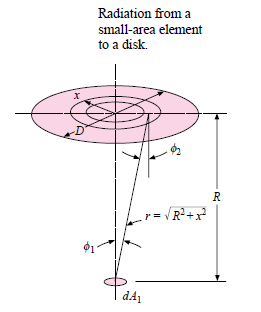 Radiation from a
small-area element
to a disk.
x
D
ϕ₂
R
r = √R² + x²
ϕ₁
dA₁